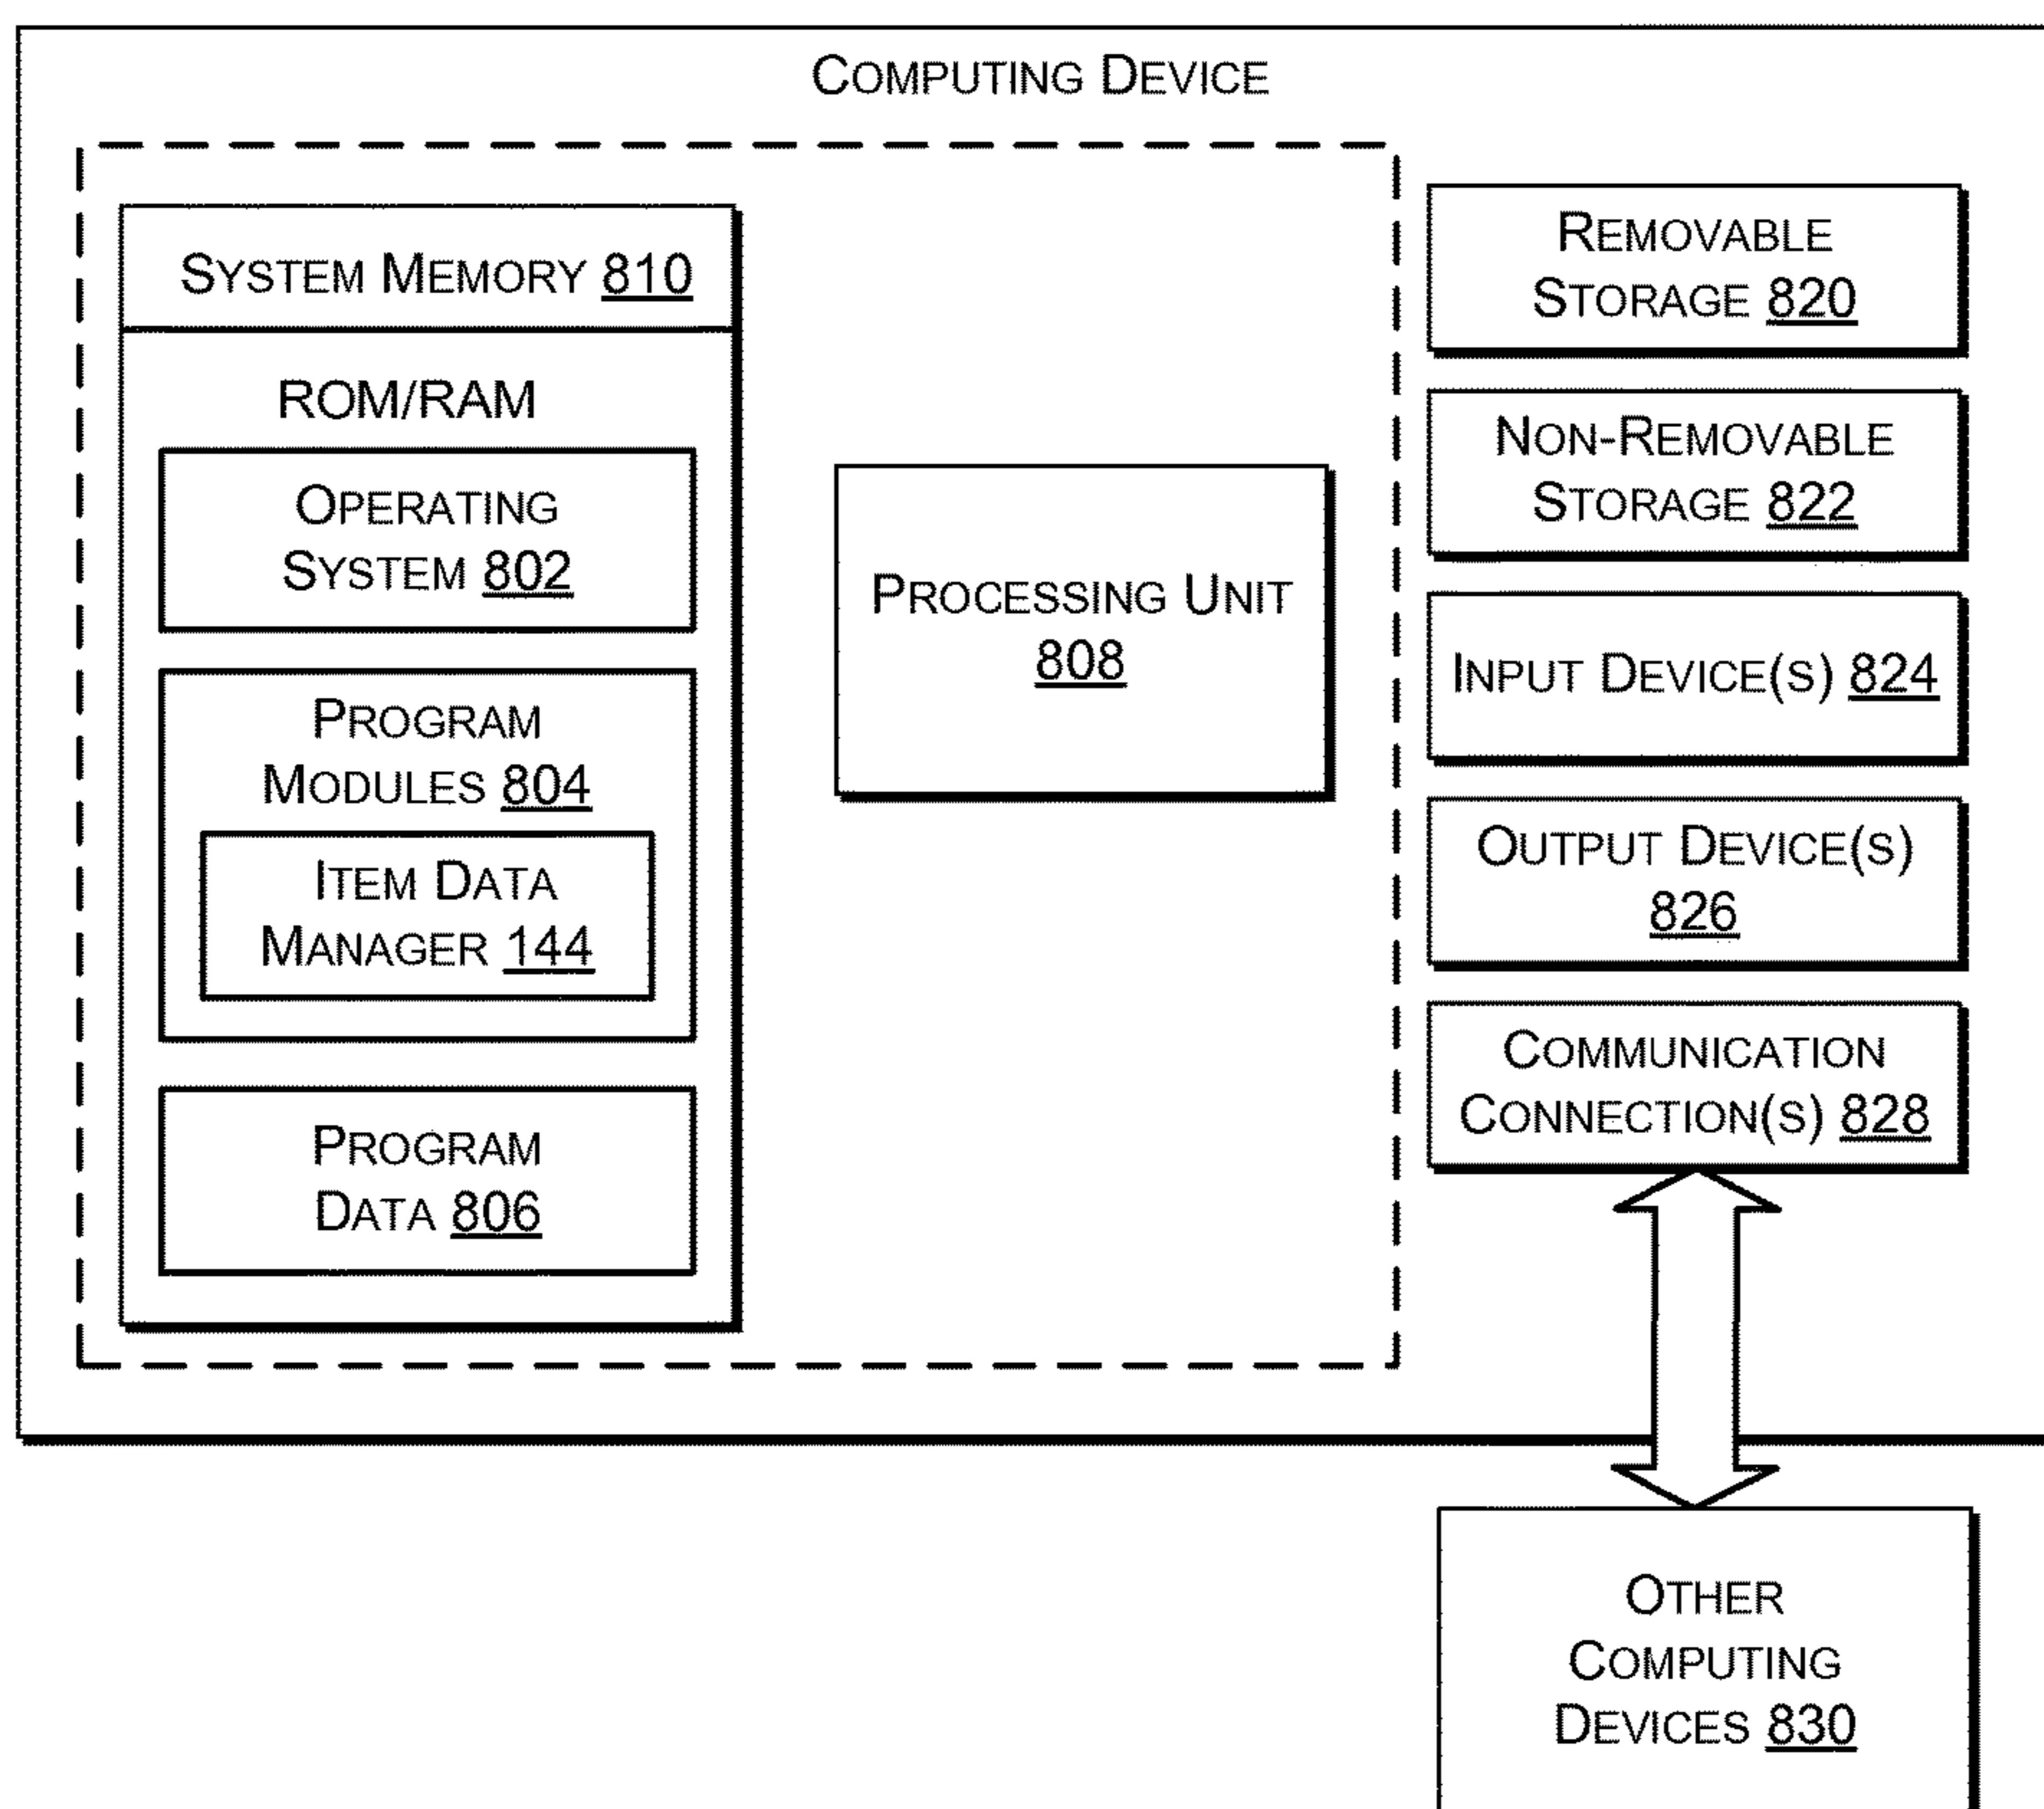 COMPUTING DEVICE
SYSTEM MEMORY 810
ROM/RAM
OPERATING
SYSTEM 802
PROGRAM
MODULES 804
ITEM DATA
MANAGER 144
PROGRAM
DATA 806
PROCESSING UNIT
808
REMOVABLE
STORAGE 820
NON-REMOVABLE
STORAGE 822
INPUT DEVICE(S) 824
OUTPUT DEVICE(S)
826
COMMUNICATION
CONNECTION(S) 828
OTHER
COMPUTING
DEVICES 830